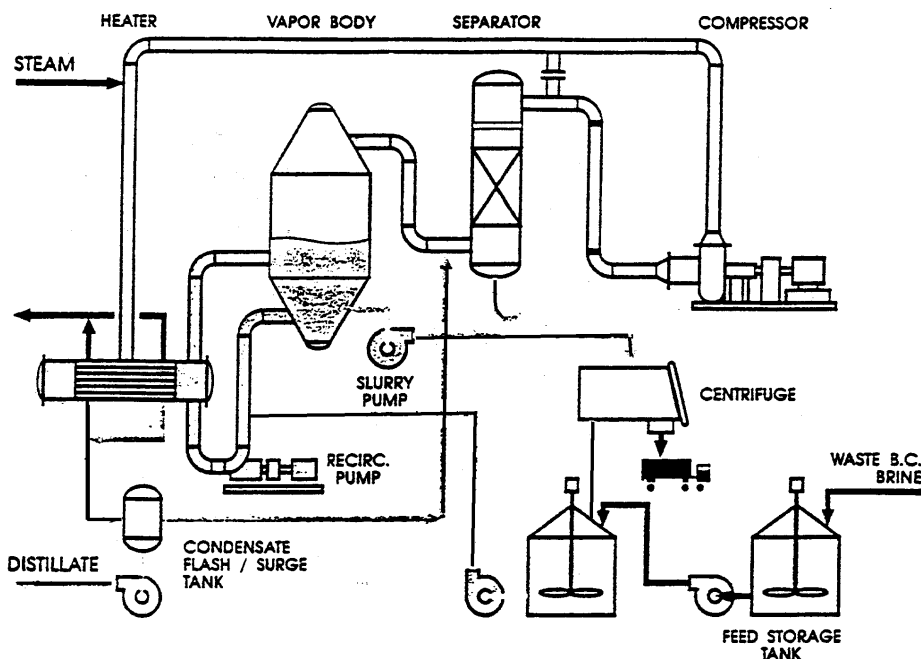 HEATER
VAPOR BODY
SEPARATOR
COMPRESSOR
STEAM
SLURRY
PUMP
CENTRIFUGE
RECIRC.
PUMP
WASTE B.C.
BRINE
CONDENSATE
FLASH / SURGE
TANK
DISTILLATE
FEED STORAGE
TANK